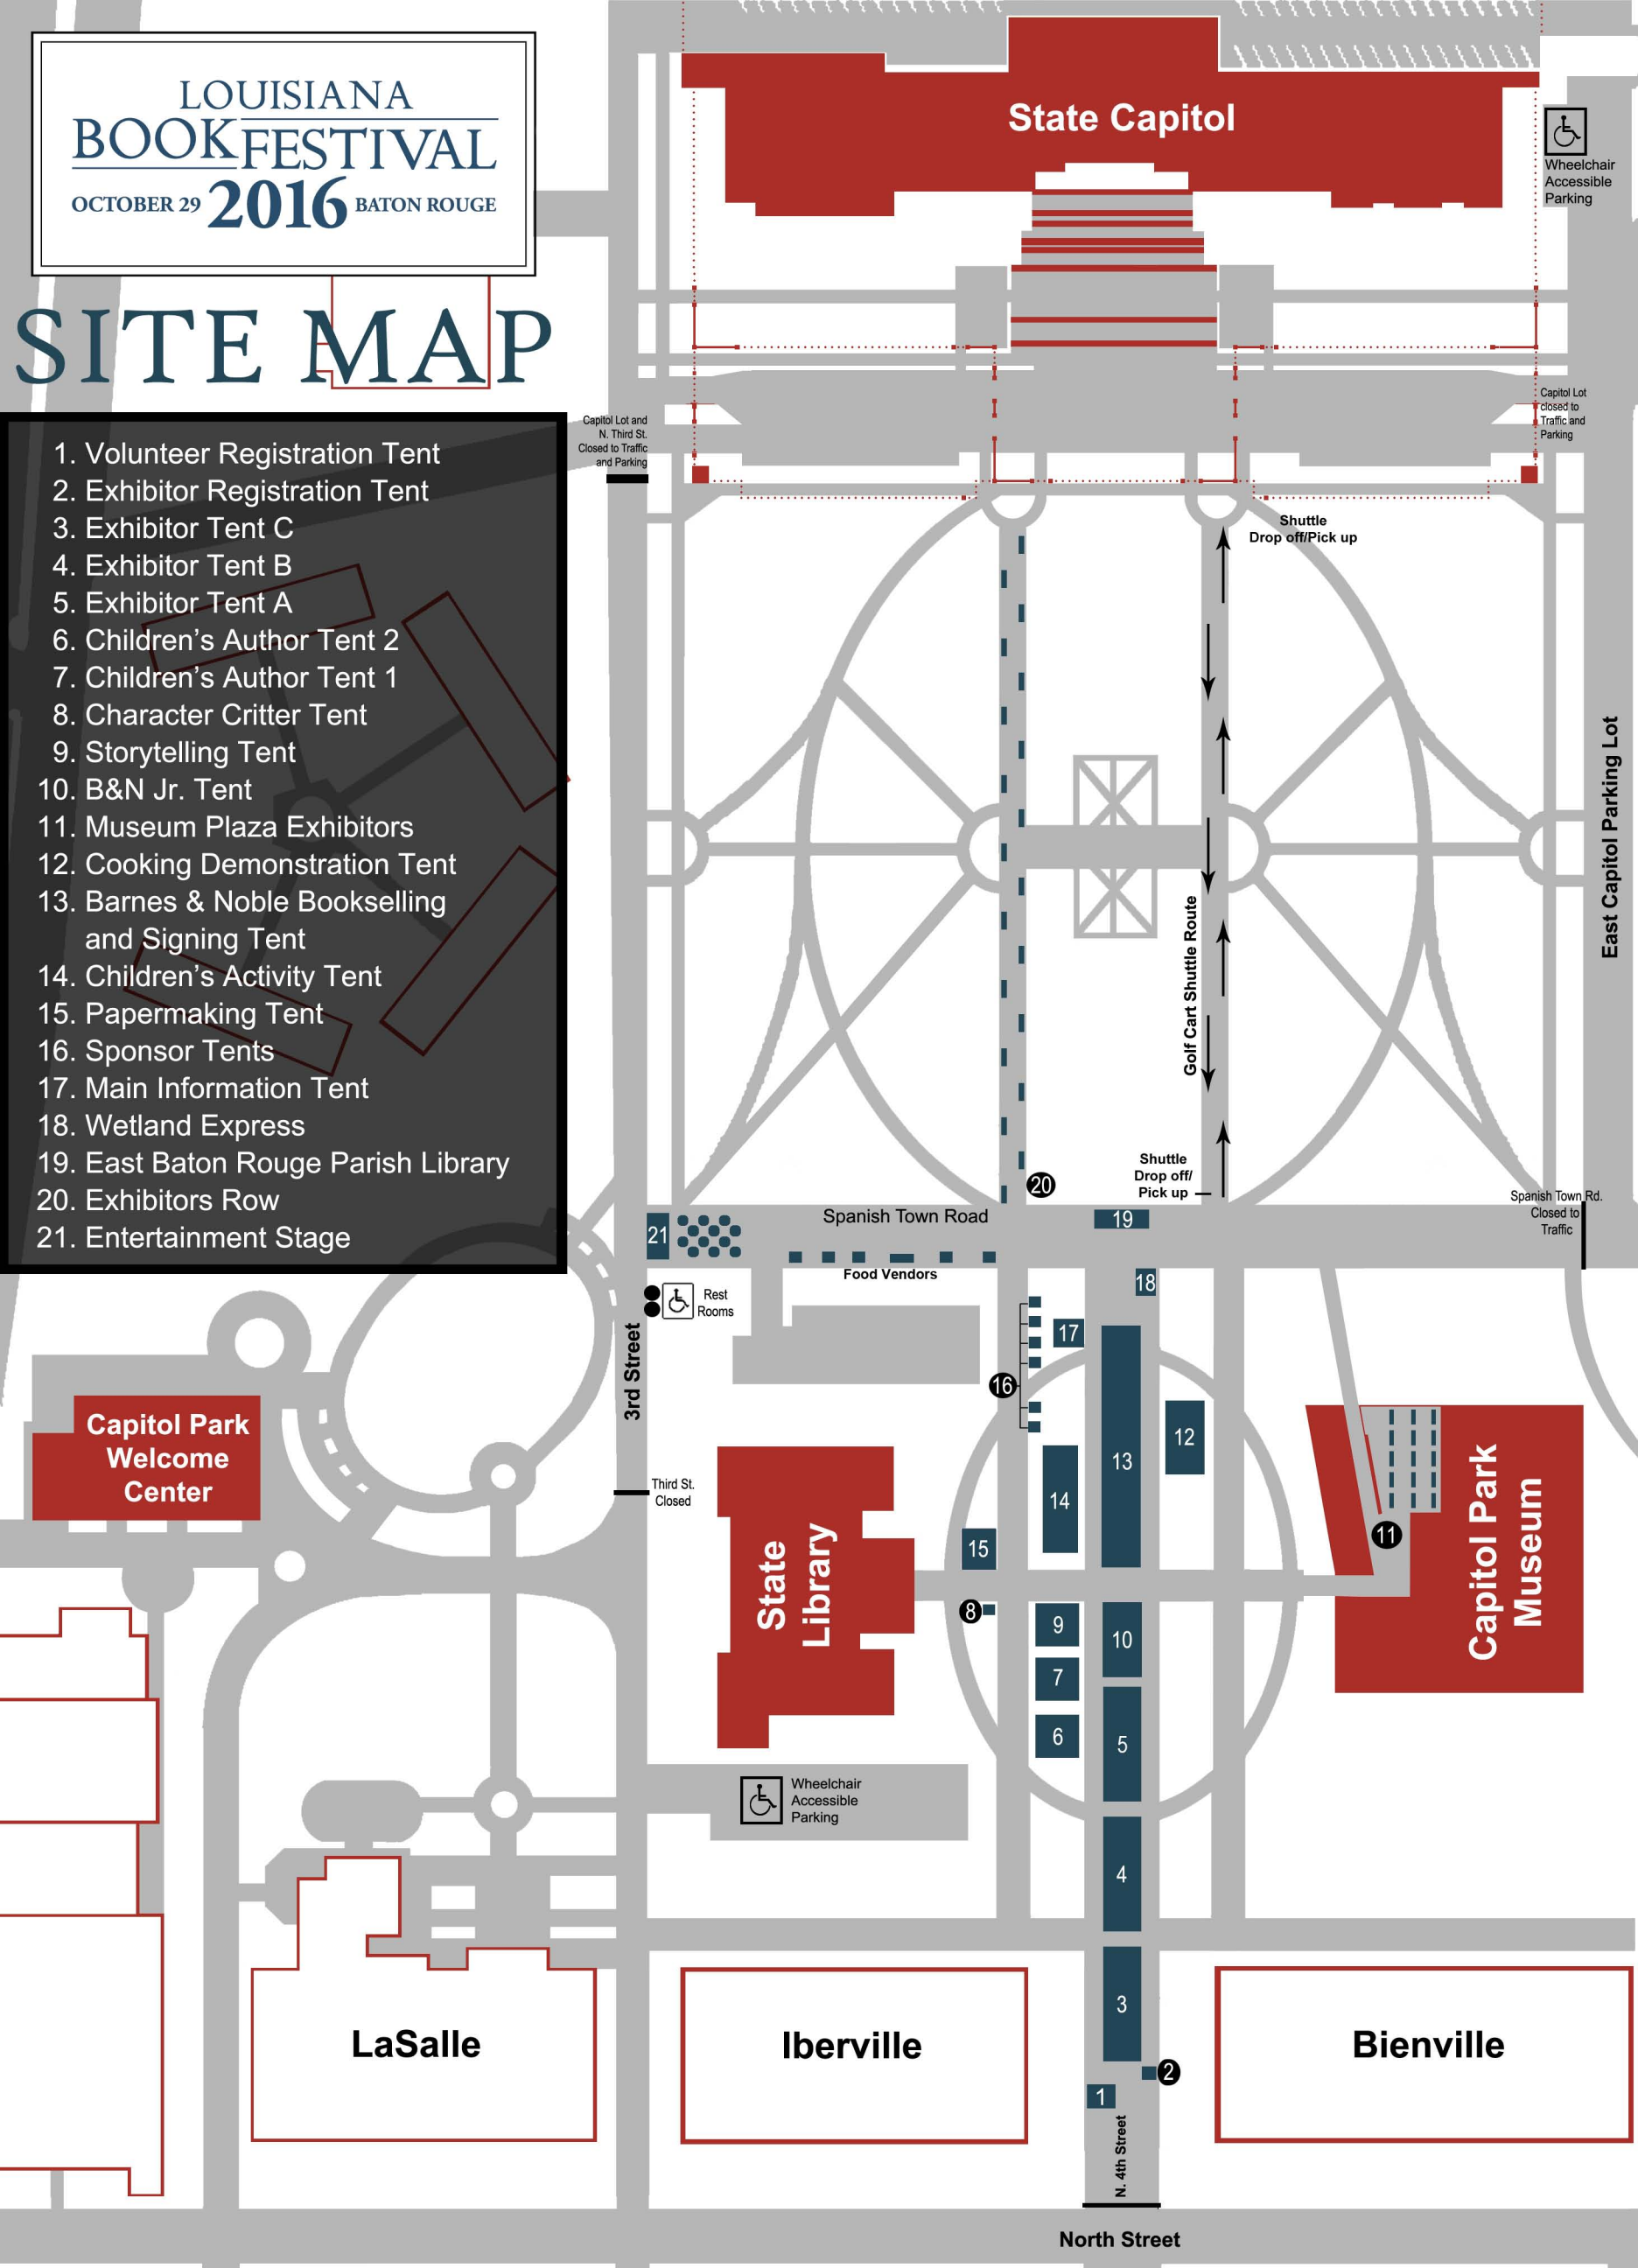 LOUISIANA
BOOK FESTIVAL
OCTOBER 29 2016 BATON ROUGE
SITE MAP
1. Volunteer Registration Tent
2. Exhibitor Registration Tent
3. Exhibitor Tent C
4. Exhibitor Tent B
5. Exhibitor Tent A
6. Children’s Author Tent 2
7. Children’s Author Tent 1
8. Character Critter Tent
9. Storytelling Tent
10. B&N Jr. Tent
11. Museum Plaza Exhibitors
12. Cooking Demonstration Tent
13. Barnes & Noble Bookselling
and Signing Tent
14. Children’s Activity Tent
15. Papermaking Tent
16. Sponsor Tents
17. Main Information Tent
18. Wetland Express
19. East Baton Rouge Parish Library
20. Exhibitors Row
21. Entertainment Stage
State Capitol
Wheelchair
Accessible
Parking
Capitol Lot and
N. Third St.
Closed to Traffic
and Parking
Capitol Lot
closed to
Traffic and
Parking
Shuttle
Drop off/Pick up
East Capitol Parking Lot
Golf Cart Shuttle Route
Shuttle
Drop off/
Pick up
20
Spanish Town Rd.
Closed to
Traffic
21
Spanish Town Road
19
Food Vendors
18
Rest
Rooms
3rd Street
17
16
13
12
14
15
11
Capitol Park
Welcome
Center
Third St.
Closed
State
Library
Capitol Park
Museum
8
9
10
7
6
5
Wheelchair
Accessible
Parking
4
3
LaSalle
Iberville
Bienville
2
1
N. 4th Street
North Street